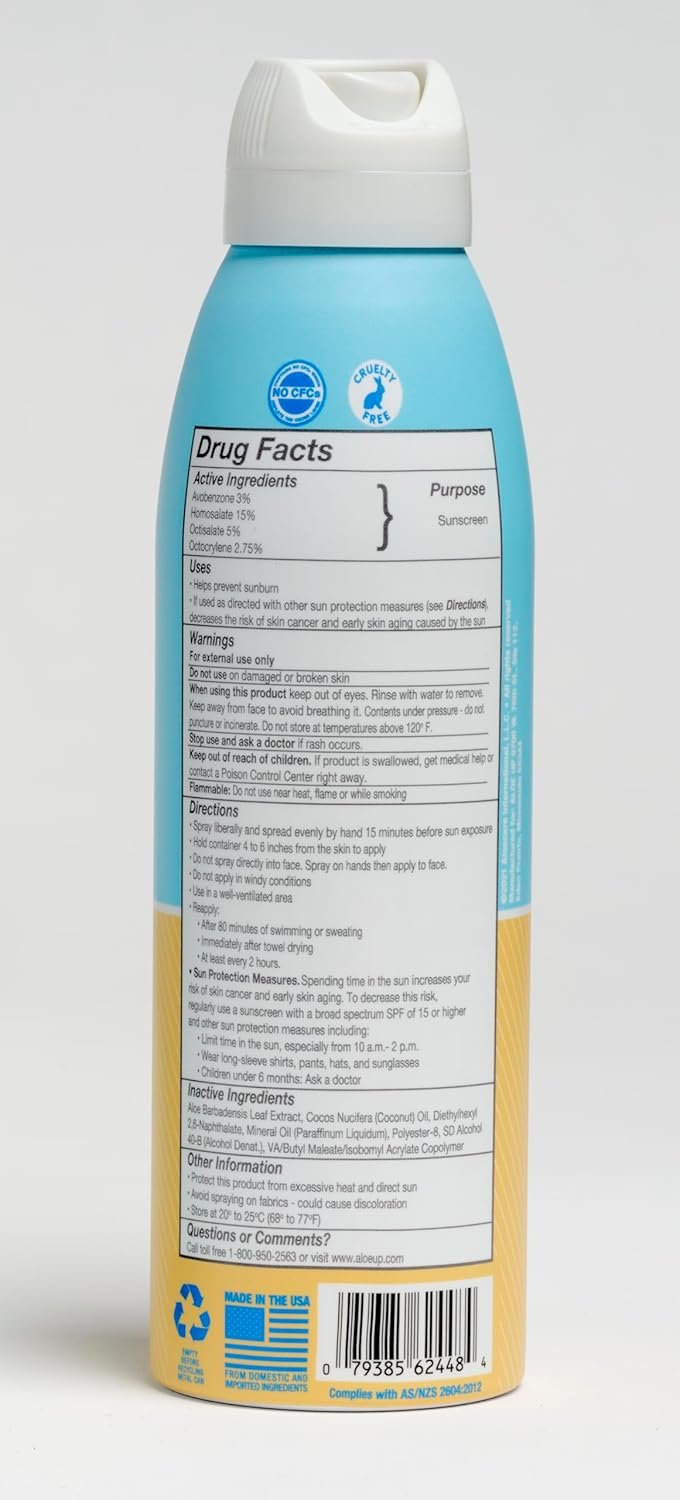 NO CFCs
CRUELTY
FREE
Drug Facts
Active Ingredients
Purpose
Avobenzone 3%
Homosalate 15%
Octisalate 5%
Octocrylene 2.75%
Sunscreen
Uses
• Helps prevent sunburn
• If used as directed with other sun protection measures (see Directions),
decreases the risk of skin cancer and early skin aging caused by the sun
Warnings
For external use only
Do not use on damaged or broken skin
When using this product keep out of eyes. Rinse with water to remove.
Keep away from face to avoid breathing it. Contents under pressure - do not
puncture or incinerate. Do not store at temperatures above 120° F.
Stop use and ask a doctor if rash occurs.
Keep out of reach of children. If product is swallowed, get medical help or
contact a Poison Control Center right away.
Flammable: Do not use near heat, flame or while smoking
Directions
• Spray liberally and spread evenly by hand 15 minutes before sun exposure
• Hold container 4 to 6 inches from the skin to apply
• Do not spray directly into face. Spray on hands then apply to face.
• Do not apply in windy conditions
• Use in a well-ventilated area
• Reapply:
• After 80 minutes of swimming or sweating
• Immediately after towel drying
• At least every 2 hours.
• Sun Protection Measures. Spending time in the sun increases your
risk of skin cancer and early skin aging. To decrease this risk,
regularly use a sunscreen with a broad spectrum SPF of 15 or higher
and other sun protection measures including:
• Limit time in the sun, especially from 10 a.m.- 2 p.m.
• Wear long-sleeve shirts, pants, hats, and sunglasses
• Children under 6 months: Ask a doctor
Inactive Ingredients
Aloe Barbadensis Leaf Extract, Cocos Nucifera (Coconut) Oil, Diethylhexyl
2,6-Naphthalate, Mineral Oil (Paraffinum Liquidum), Polyester-8, SD Alcohol
40-B (Alcohol Denat.), VA/Butyl Maleate/Isobornyl Acrylate Copolymer
Other Information
• Protect this product from excessive heat and direct sun
• Avoid spraying on fabrics - could cause discoloration
• Store at 20° to 25°C (68° to 77°F)
Questions or Comments?
Call toll free 1-800-950-2563 or visit www.aloeup.com
EMPTY
BEFORE
RECYCLING
METAL CAN
MADE IN THE USA
FROM DOMESTIC AND
IMPORTED INGREDIENTS
0 79385 62448 4
Complies with AS/NZS 2604:2012
All rights reserved
Manufactured for: ALOE UP